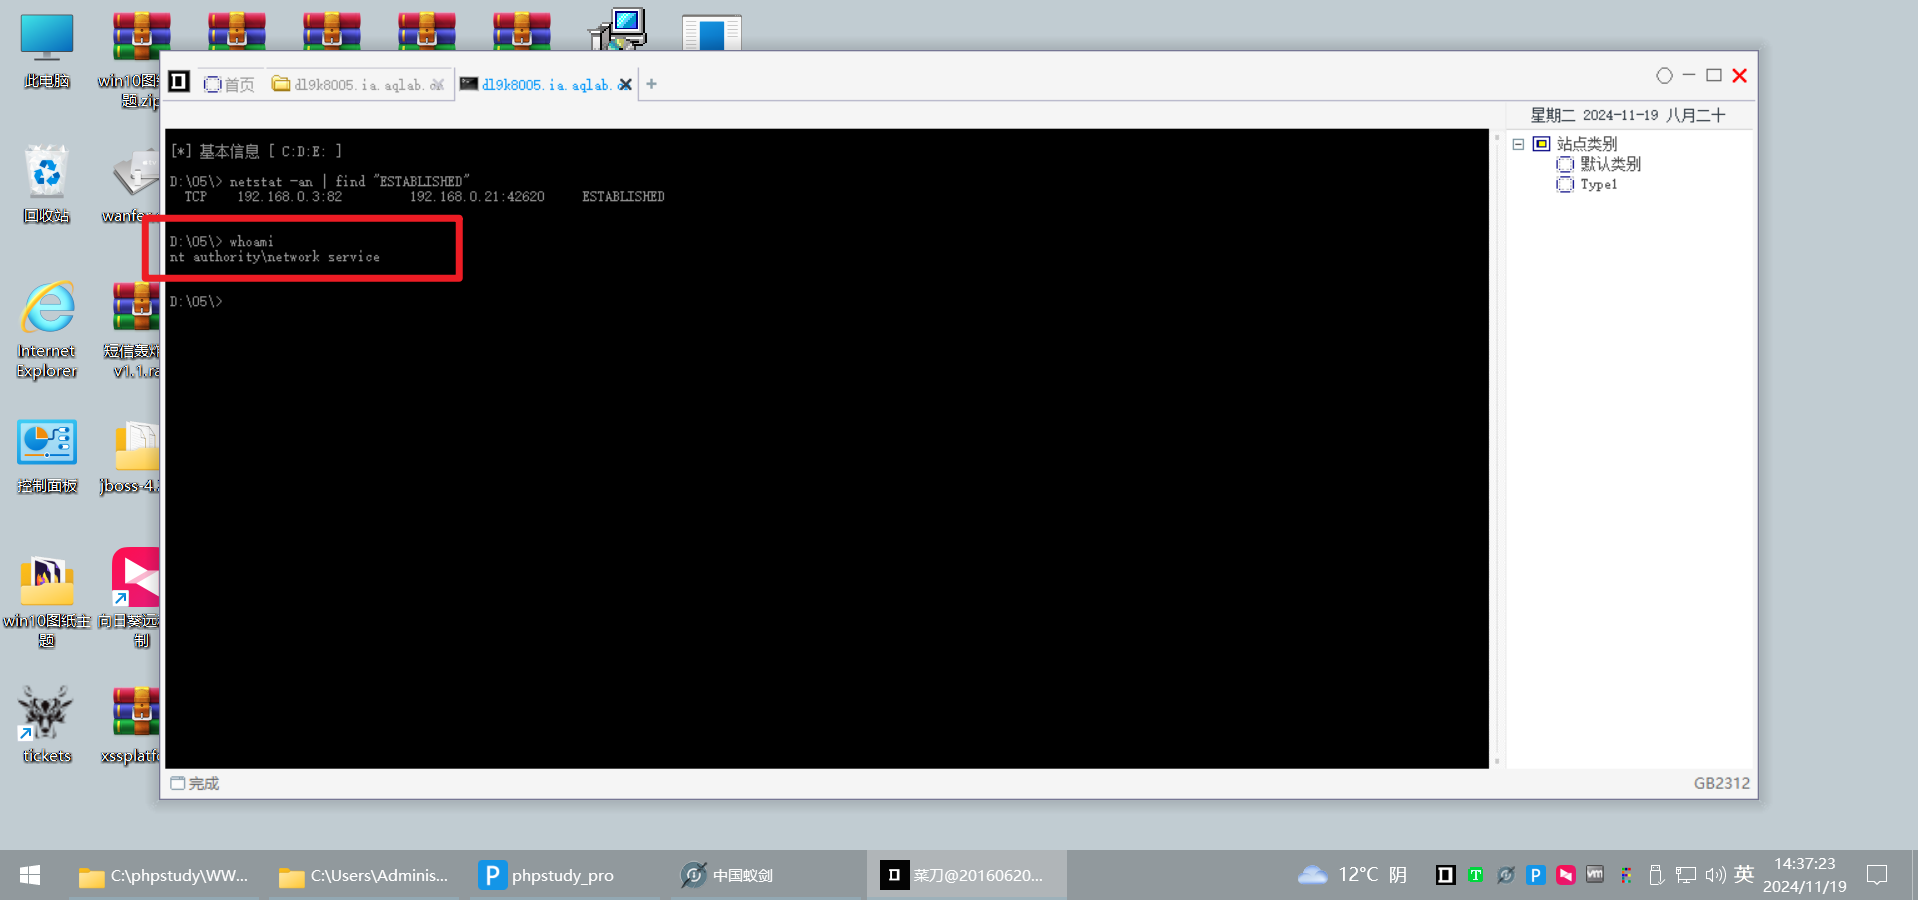 首页
dl9k8005.ia.aqlab.
dl9k8005.ia.aqlab.
+
星期二 2024-11-19 八月二十
站点类别
默认类别
Type1
[*] 基本信息 [ C:D:E: ]
D:\05\> netstat -an | find "ESTABLISHED"
TCP 192.168.0.3:82 192.168.0.21:42620 ESTABLISHED
D:\05\> whoami
nt authority\network service
D:\05\>
完成
GB2312
此电脑
win10图
题.zip
回收站
wanfe
Internet
Explorer
短信轰
v1.1.ra
控制面板
jboss-4.
win10图纸主
题
向日葵远
制
tickets
xssplatf
C:\phpstudy\WW...
C:\Users\Adminis...
phpstudy_pro
中国蚁剑
菜刀@20160620...
12°C 阴
英
14:37:23
2024/11/19